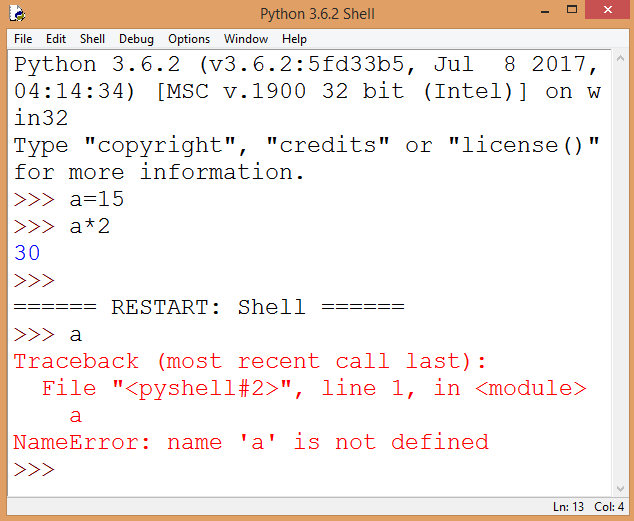 Python 3.6.2 Shell
File Edit Shell Debug Options Window Help
Python 3.6.2 (v3.6.2:5fd33b5, Jul  8 2017,
04:14:34) [MSC v.1900 32 bit (Intel)] on w
in32
Type "copyright", "credits" or "license()"
for more information.
>>> a=15
>>> a*2
30
>>>
====== RESTART: Shell ======
>>> a
Traceback (most recent call last):
  File "<pyshell#2>", line 1, in <module>
    a
NameError: name 'a' is not defined
>>>
Ln: 13 Col: 4